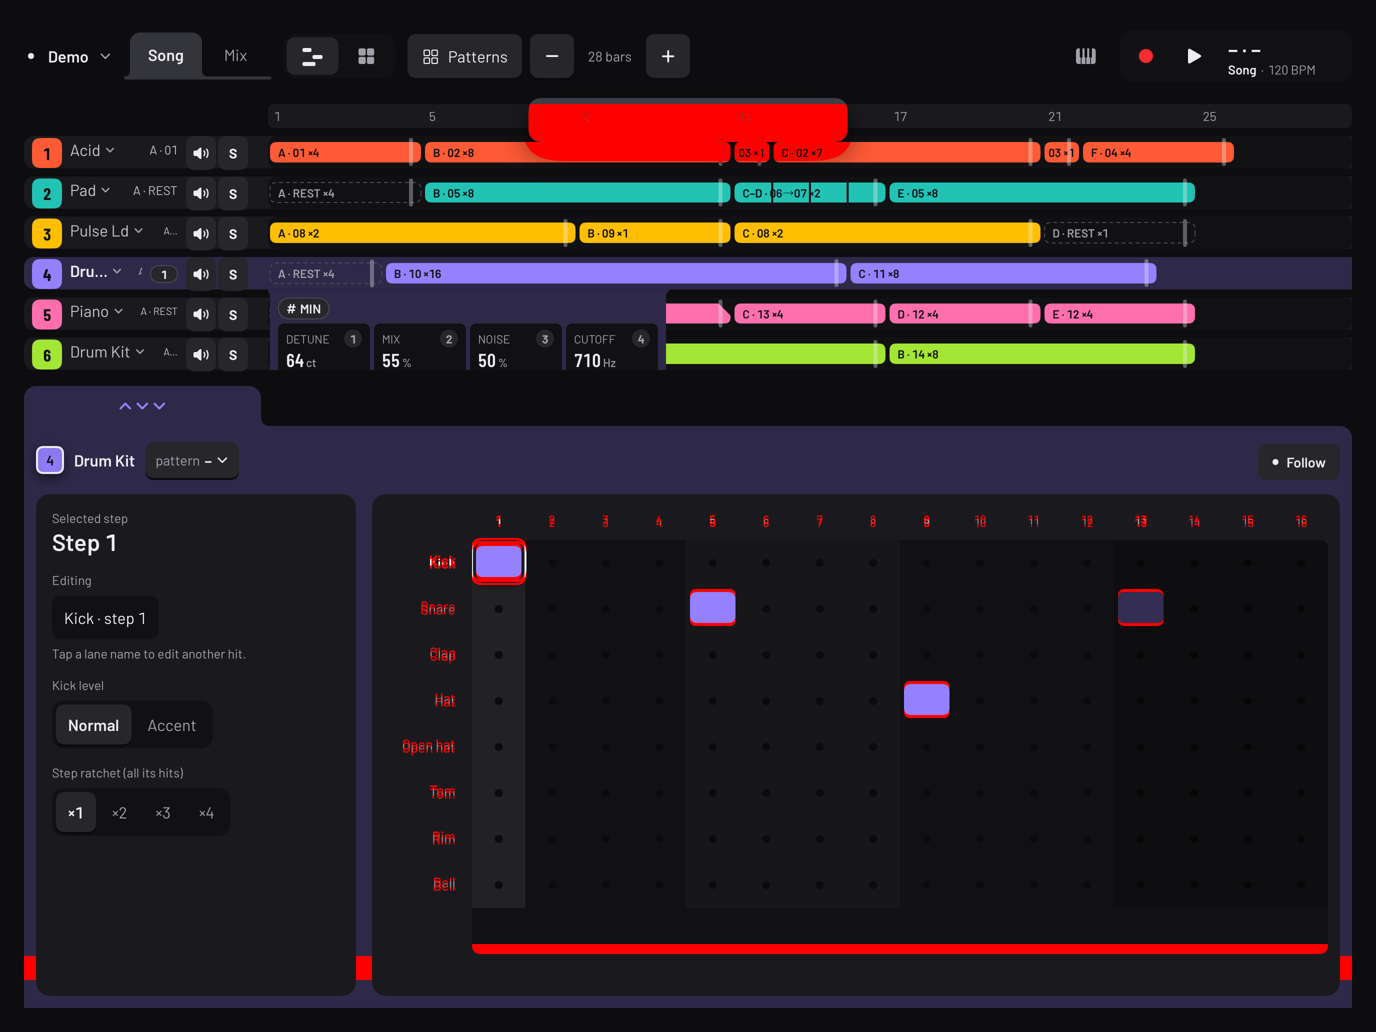 Demo Song Mix Patterns 28 bars Song · 120 BPM
1 5 17 21 25
1 Acid A · 01 S A · 01 ×4 B · 02 ×8 03 ×1 D · 02 ×7 03 ×1 F · 04 ×4
2 Pad A · REST S A · REST ×4 B · 05 ×8 C–D · 06→07 ×2 E · 05 ×8
3 Pulse Ld A... S A · 08 ×2 B · 09 ×1 C · 08 ×2 D · REST ×1
4 Dru... 1 S A · REST ×4 B · 10 ×16 C · 11 ×8
5 Piano A · REST S C · 13 ×4 D · 12 ×4 E · 12 ×4
6 Drum Kit A... S B · 14 ×8
# MIN
DETUNE 1 MIX 2 NOISE 3 CUTOFF 4
64 ct 55 % 50 % 710 Hz
4 Drum Kit pattern – Follow
Selected step
Step 1
Editing
Kick · step 1
Tap a lane name to edit another hit.
Kick level
Normal Accent
Step ratchet (all its hits)
×1 ×2 ×3 ×4
1 2 3 4 5 6 7 8 9 10 11 12 13 14 15 16
Kick
Snare
Clap
Hat
Open hat
Tom
Rim
Bell